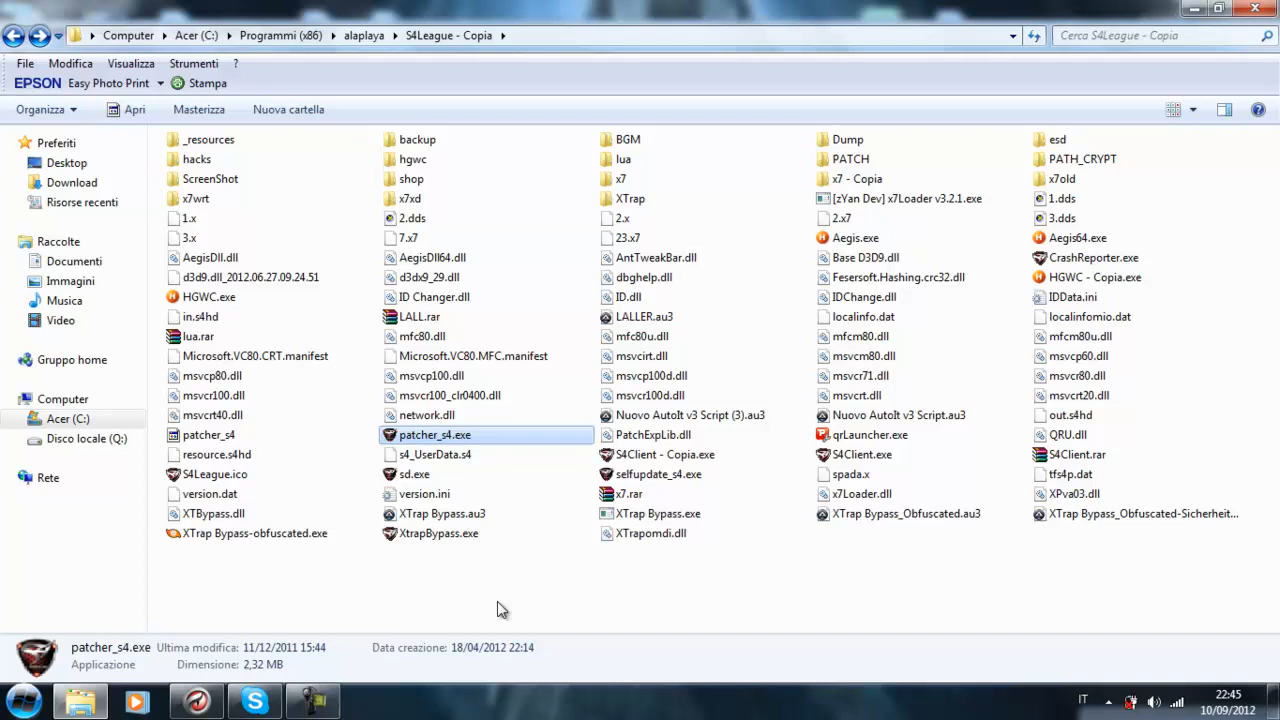 Computer ▸ Acer (C:) ▸ Programmi (x86) ▸ alaplaya ▸ S4League - Copia ▸
Cerca S4League - Copia
File Modifica Visualizza Strumenti ?
EPSON Easy Photo Print Stampa
Organizza Apri Masterizza Nuova cartella
Preferiti
Desktop
Download
Risorse recenti
Raccolte
Documenti
Immagini
Musica
Video
Gruppo home
Computer
Acer (C:)
Disco locale (Q:)
Rete
_resources backup BGM Dump esd
hacks hgwc lua PATCH PATH_CRYPT
ScreenShot shop x7 x7 - Copia x7old
x7wrt x7xd XTrap [zYan Dev] x7Loader v3.2.1.exe 1.dds
1.x 2.dds 2.x 2.x7 3.dds
3.x 7.x7 23.x7 Aegis.exe Aegis64.exe
AegisDll.dll AegisDll64.dll AntTweakBar.dll Base D3D9.dll CrashReporter.exe
d3d9.dll_2012.06.27.09.24.51 d3dx9_29.dll dbghelp.dll Fesersoft.Hashing.crc32.dll HGWC - Copia.exe
HGWC.exe ID Changer.dll ID.dll IDChange.dll IDData.ini
in.s4hd LALL.rar LALLER.au3 localinfo.dat localinfomio.dat
lua.rar mfc80.dll mfc80u.dll mfcm80.dll mfcm80u.dll
Microsoft.VC80.CRT.manifest Microsoft.VC80.MFC.manifest msvcirt.dll msvcm80.dll msvcp60.dll
msvcp80.dll msvcp100.dll msvcp100d.dll msvcr71.dll msvcr80.dll
msvcr100.dll msvcr100_clr0400.dll msvcr100d.dll msvcrt.dll msvcrt20.dll
msvcrt40.dll network.dll Nuovo AutoIt v3 Script (3).au3 Nuovo AutoIt v3 Script.au3 out.s4hd
patcher_s4 patcher_s4.exe PatchExpLib.dll qrLauncher.exe QRU.dll
resource.s4hd s4_UserData.s4 S4Client - Copia.exe S4Client.exe S4Client.rar
S4League.ico sd.exe selfupdate_s4.exe spada.x tfs4p.dat
version.dat version.ini x7.rar x7Loader.dll XPva03.dll
XTBypass.dll XTrap Bypass.au3 XTrap Bypass.exe XTrap Bypass_Obfuscated.au3 XTrap Bypass_Obfuscated-Sicherheit...
XTrap Bypass-obfuscated.exe XtrapBypass.exe XTrapomdi.dll
patcher_s4.exe Ultima modifica: 11/12/2011 15:44 Data creazione: 18/04/2012 22:14
Applicazione Dimensione: 2,32 MB
IT
22:45
10/09/2012